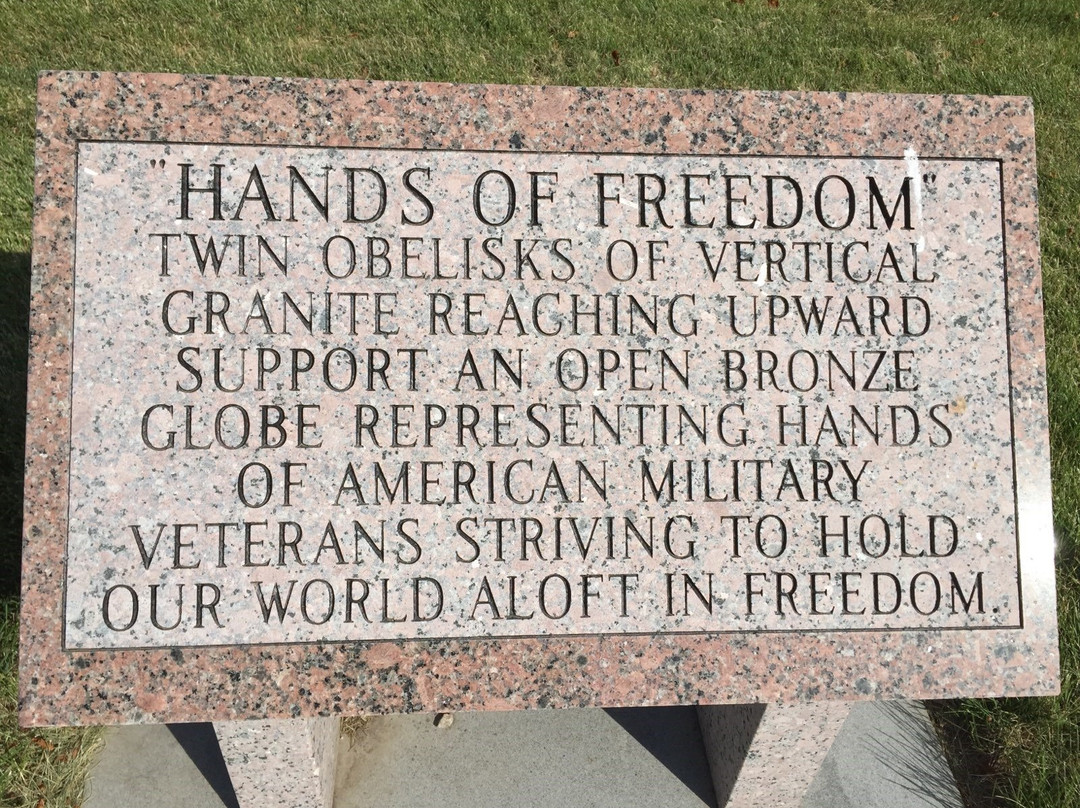 "HANDS OF FREEDOM"
TWIN OBELISKS OF VERTICAL
GRANITE REACHING UPWARD
SUPPORT AN OPEN BRONZE
GLOBE REPRESENTING HANDS
OF AMERICAN MILITARY
VETERANS STRIVING TO HOLD
OUR WORLD ALOFT IN FREEDOM.